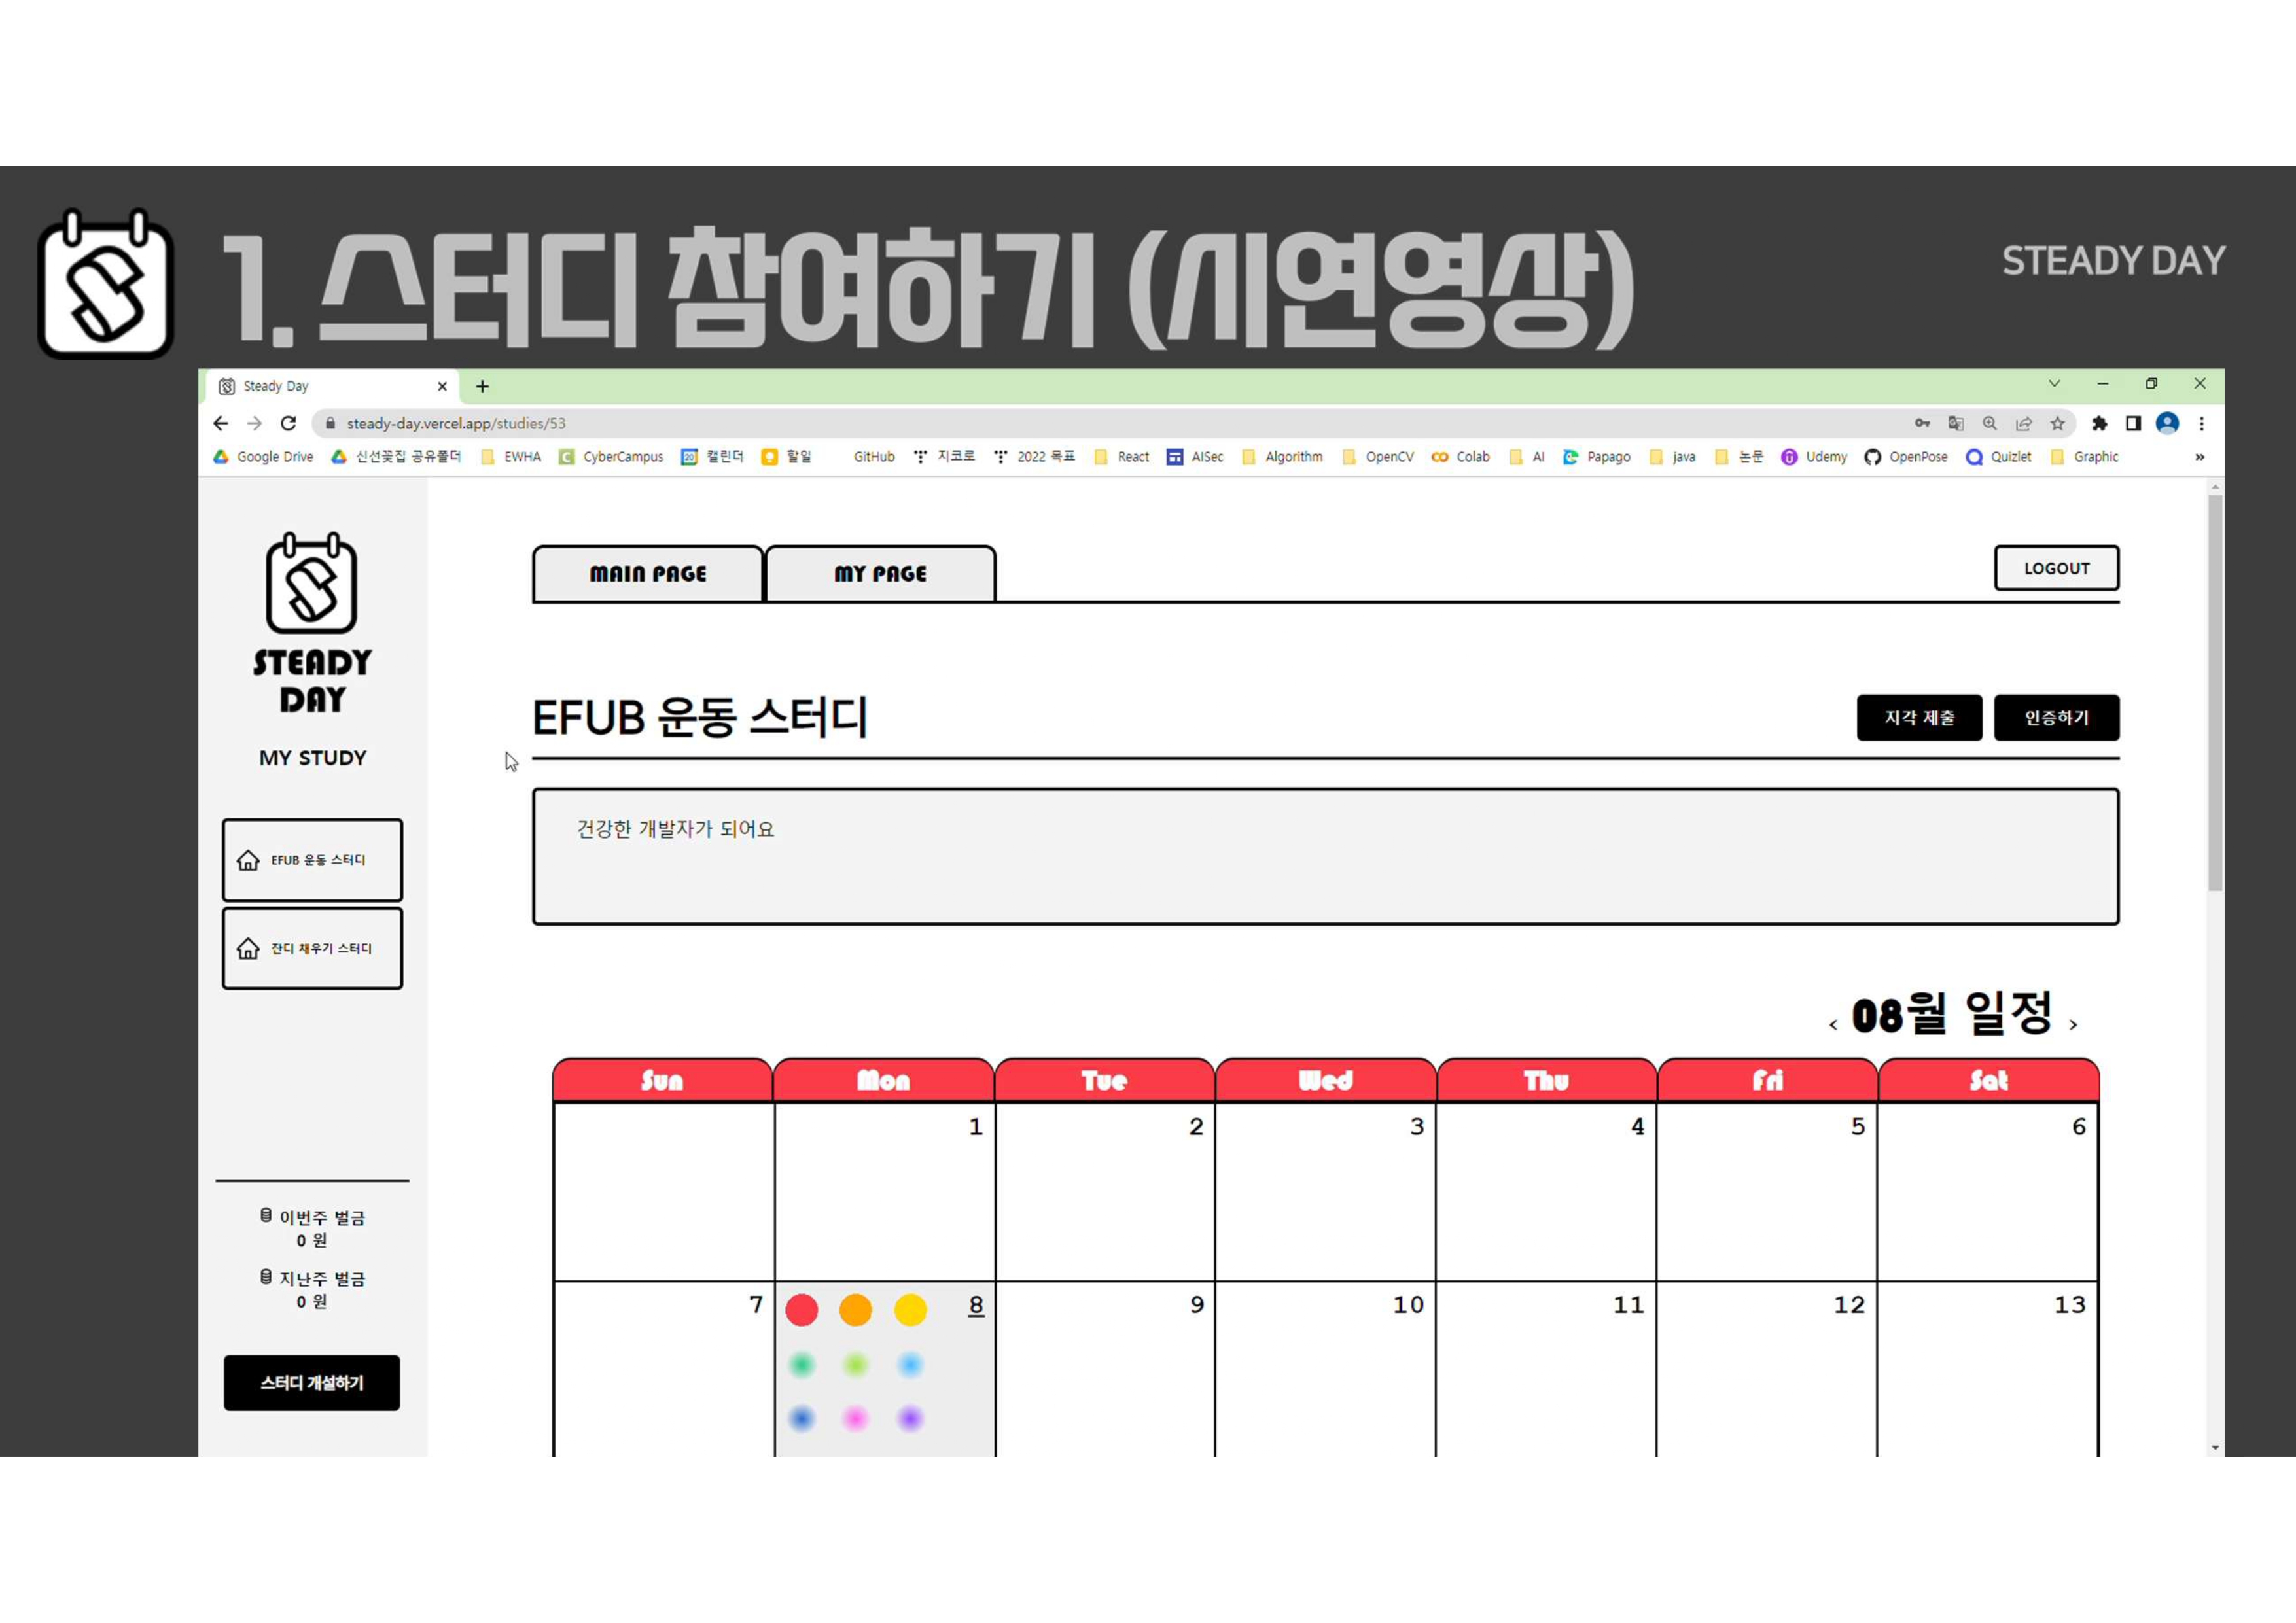 1. 스터디 참여하기 (시연영상)
STEADY DAY
Steady Day
steady-day.vercel.app/studies/53
Google Drive 신선꽃집 공유폴더 EWHA CyberCampus 캘린더 할일 GitHub 지코로 2022 목표 React AISec Algorithm OpenCV Colab AI Papago java 논문 Udemy OpenPose Quizlet Graphic »
STEADY
DAY
MY STUDY
EFUB 운동 스터디
잔디 채우기 스터디
이번주 벌금
0 원
지난주 벌금
0 원
스터디 개설하기
MAIN PAGE MY PAGE LOGOUT
EFUB 운동 스터디 지각 제출 인증하기
건강한 개발자가 되어요
‹ 08월 일정 ›
Sun Mon Tue Wed Thu Fri Sat
1 2 3 4 5 6
7 8 9 10 11 12 13